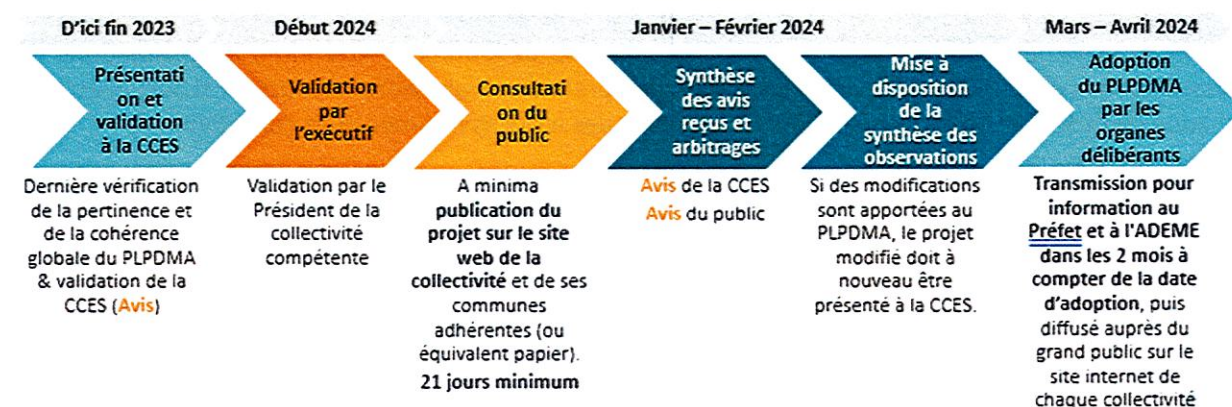 D'ici fin 2023
Début 2024
Janvier – Février 2024
Mars – Avril 2024
Présentati
on et
validation
à la CCES
Validation
par
l'exécutif
Consultati
on du
public
Synthèse
des avis
reçus et
arbitrages
Mise à
disposition
de la
synthèse des
observations
Adoption
du PLPDMA
par les
organes
délibérants
Dernière vérification
de la pertinence et
de la cohérence
globale du PLPDMA
& validation de la
CCES (Avis)
Validation par le
Président de la
collectivité
compétente
A minima
publication du
projet sur le site
web de la
collectivité et de ses
communes
adhérentes (ou
équivalent papier).
21 jours minimum
Avis de la CCES
Avis du public
Si des modifications
sont apportées au
PLPDMA, le projet
modifié doit à
nouveau être
présenté à la CCES.
Transmission pour
information au
Préfet et à l'ADEME
dans les 2 mois à
compter de la date
d'adoption, puis
diffusé auprès du
grand public sur le
site internet de
chaque collectivité